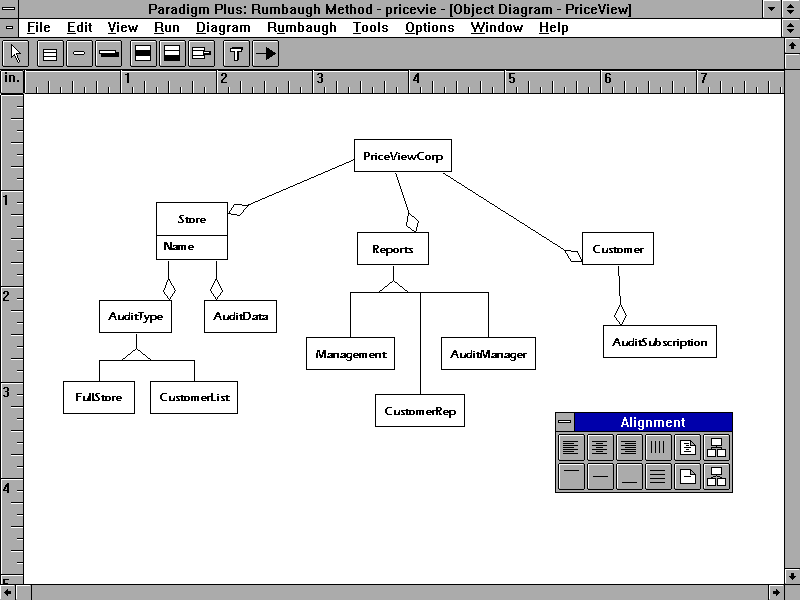 Paradigm Plus: Rumbaugh Method - pricevie - [Object Diagram - PriceView]
File Edit View Run Diagram Rumbaugh Tools Options Window Help
T
in. 1 2 3 4 5 6 7
PriceViewCorp
1
Store
Name
Reports
Customer
2
AuditType
AuditData
AuditSubscription
Management
AuditManager
3
FullStore
CustomerList
CustomerRep
Alignment
4
5